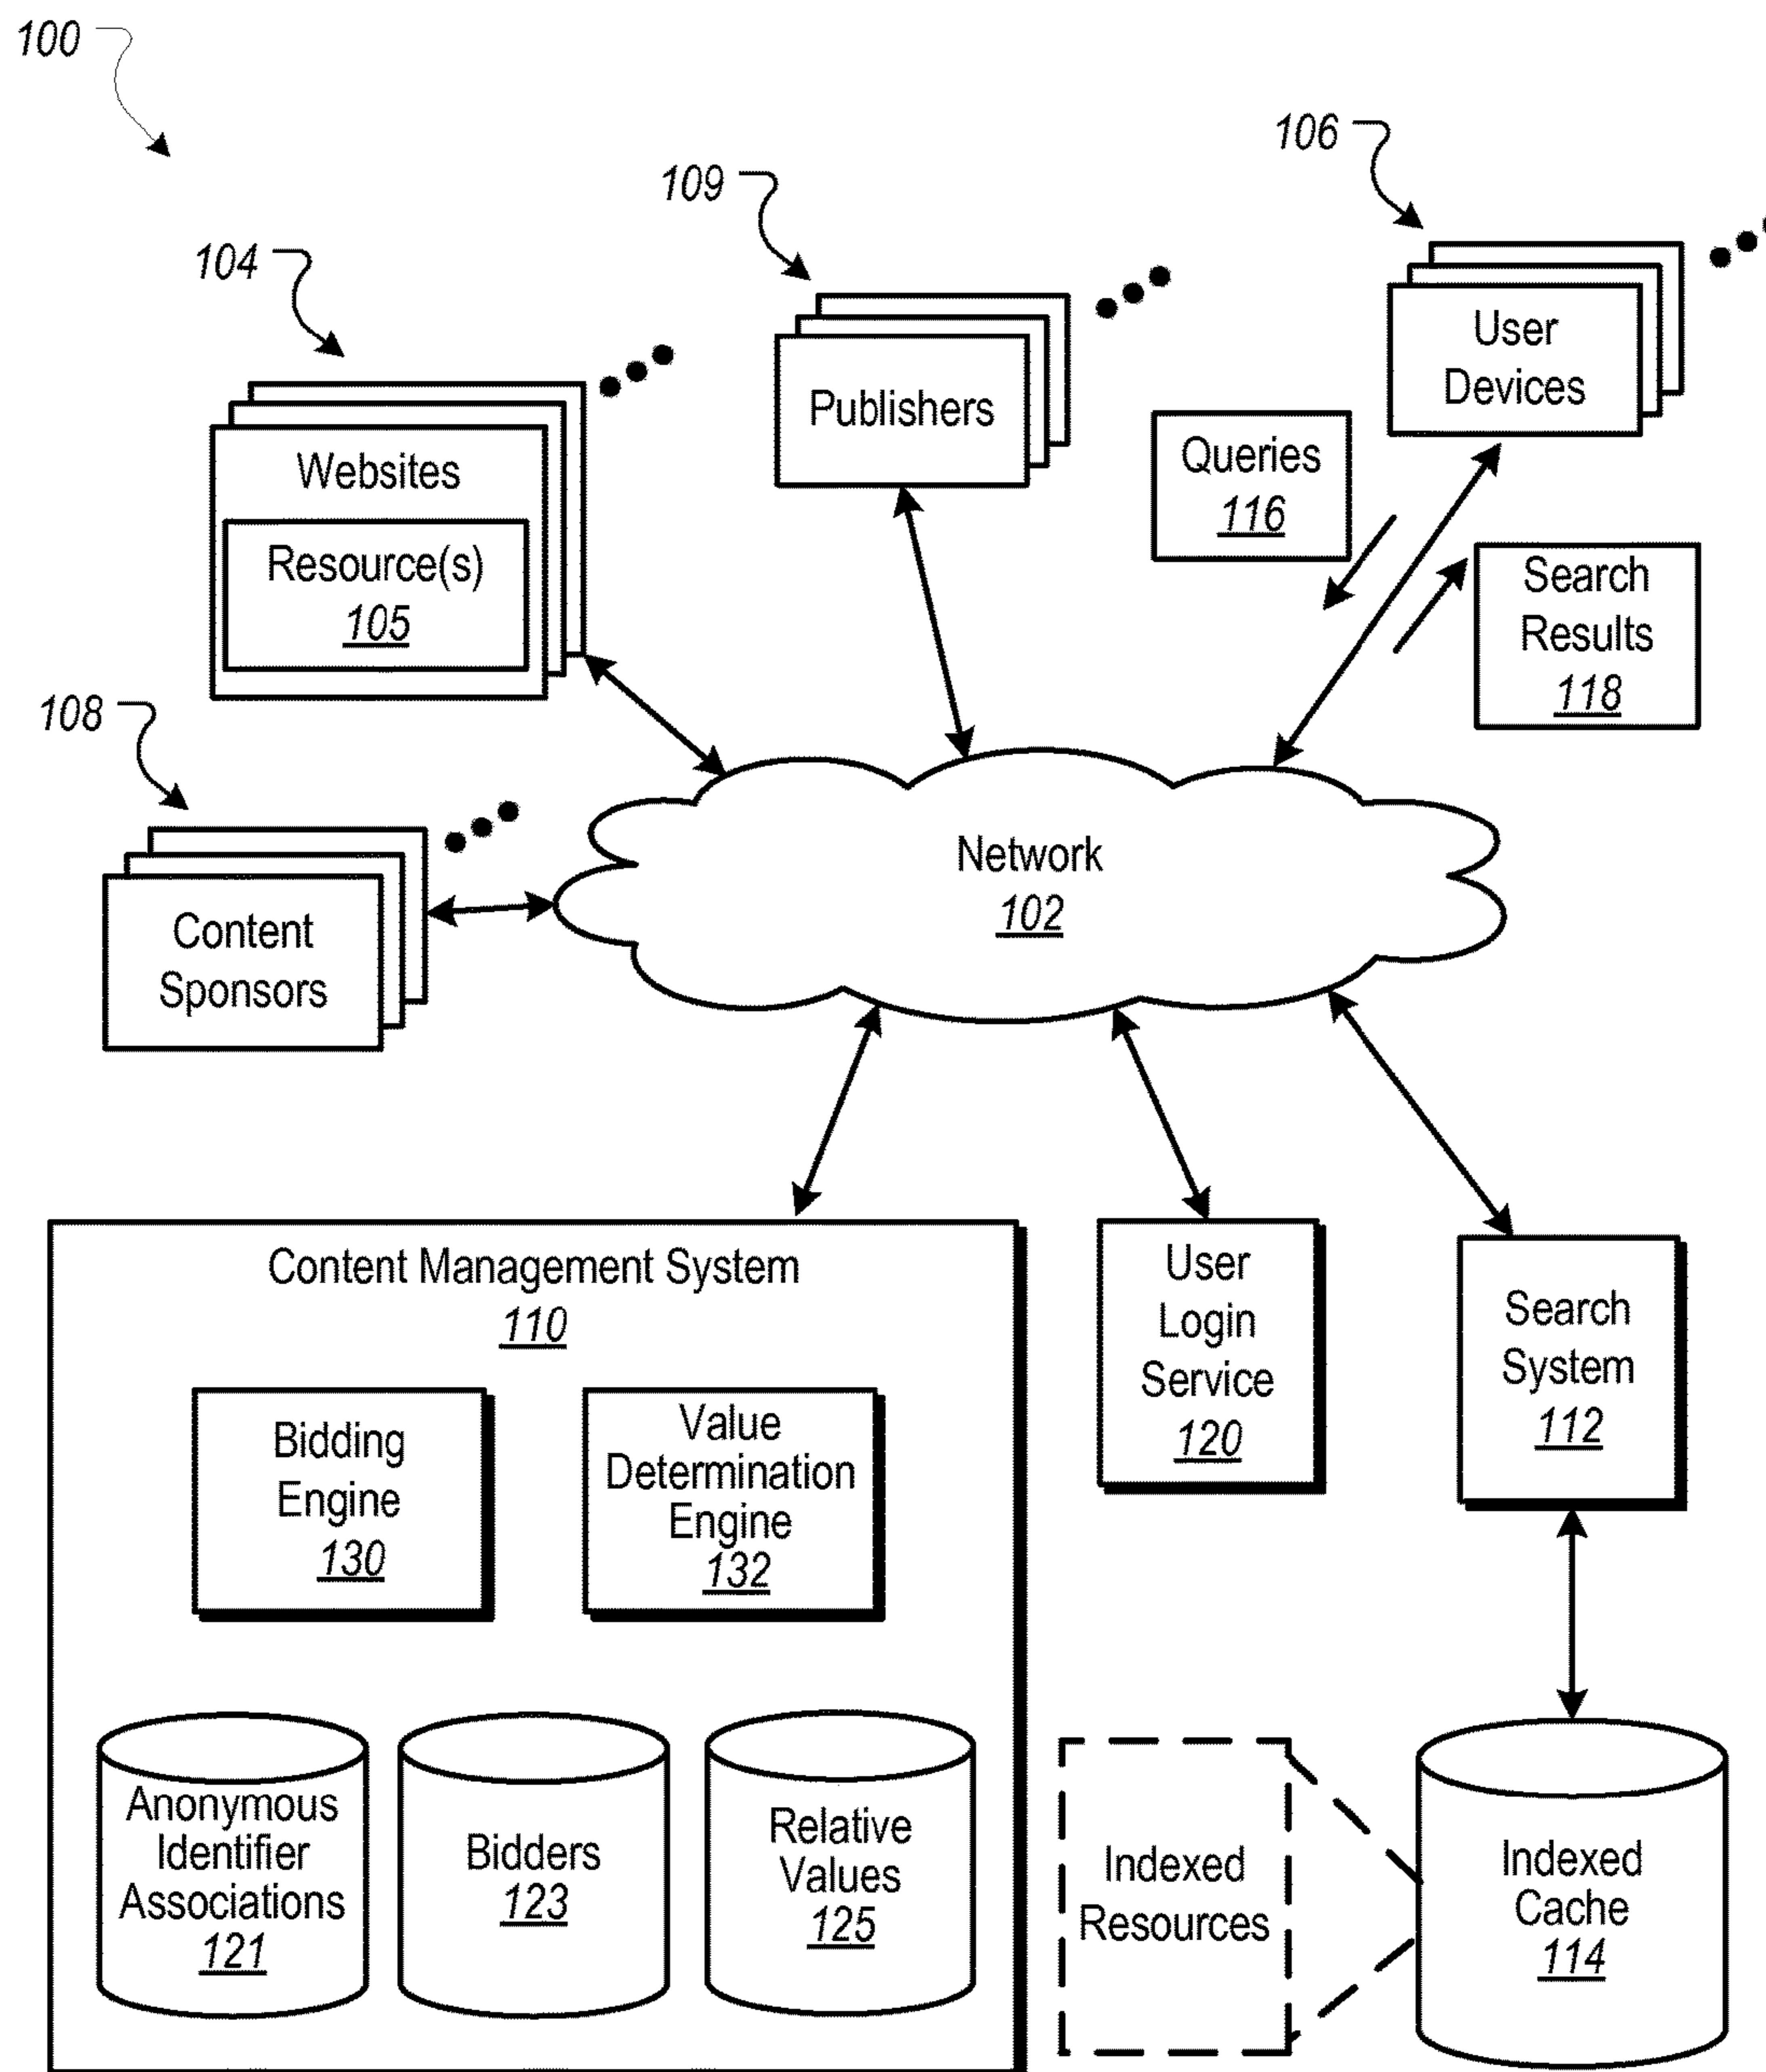 100
106
109
104
User
Devices
Publishers
Queries
116
Websites
Resource(s)
105
Search
Results
118
108
Network
102
Content
Sponsors
Content Management System
110
User
Login
Service
120
Search
System
112
Bidding
Engine
130
Value
Determination
Engine
132
Anonymous
Identifier
Associations
121
Bidders
123
Relative
Values
125
Indexed
Resources
Indexed
Cache
114